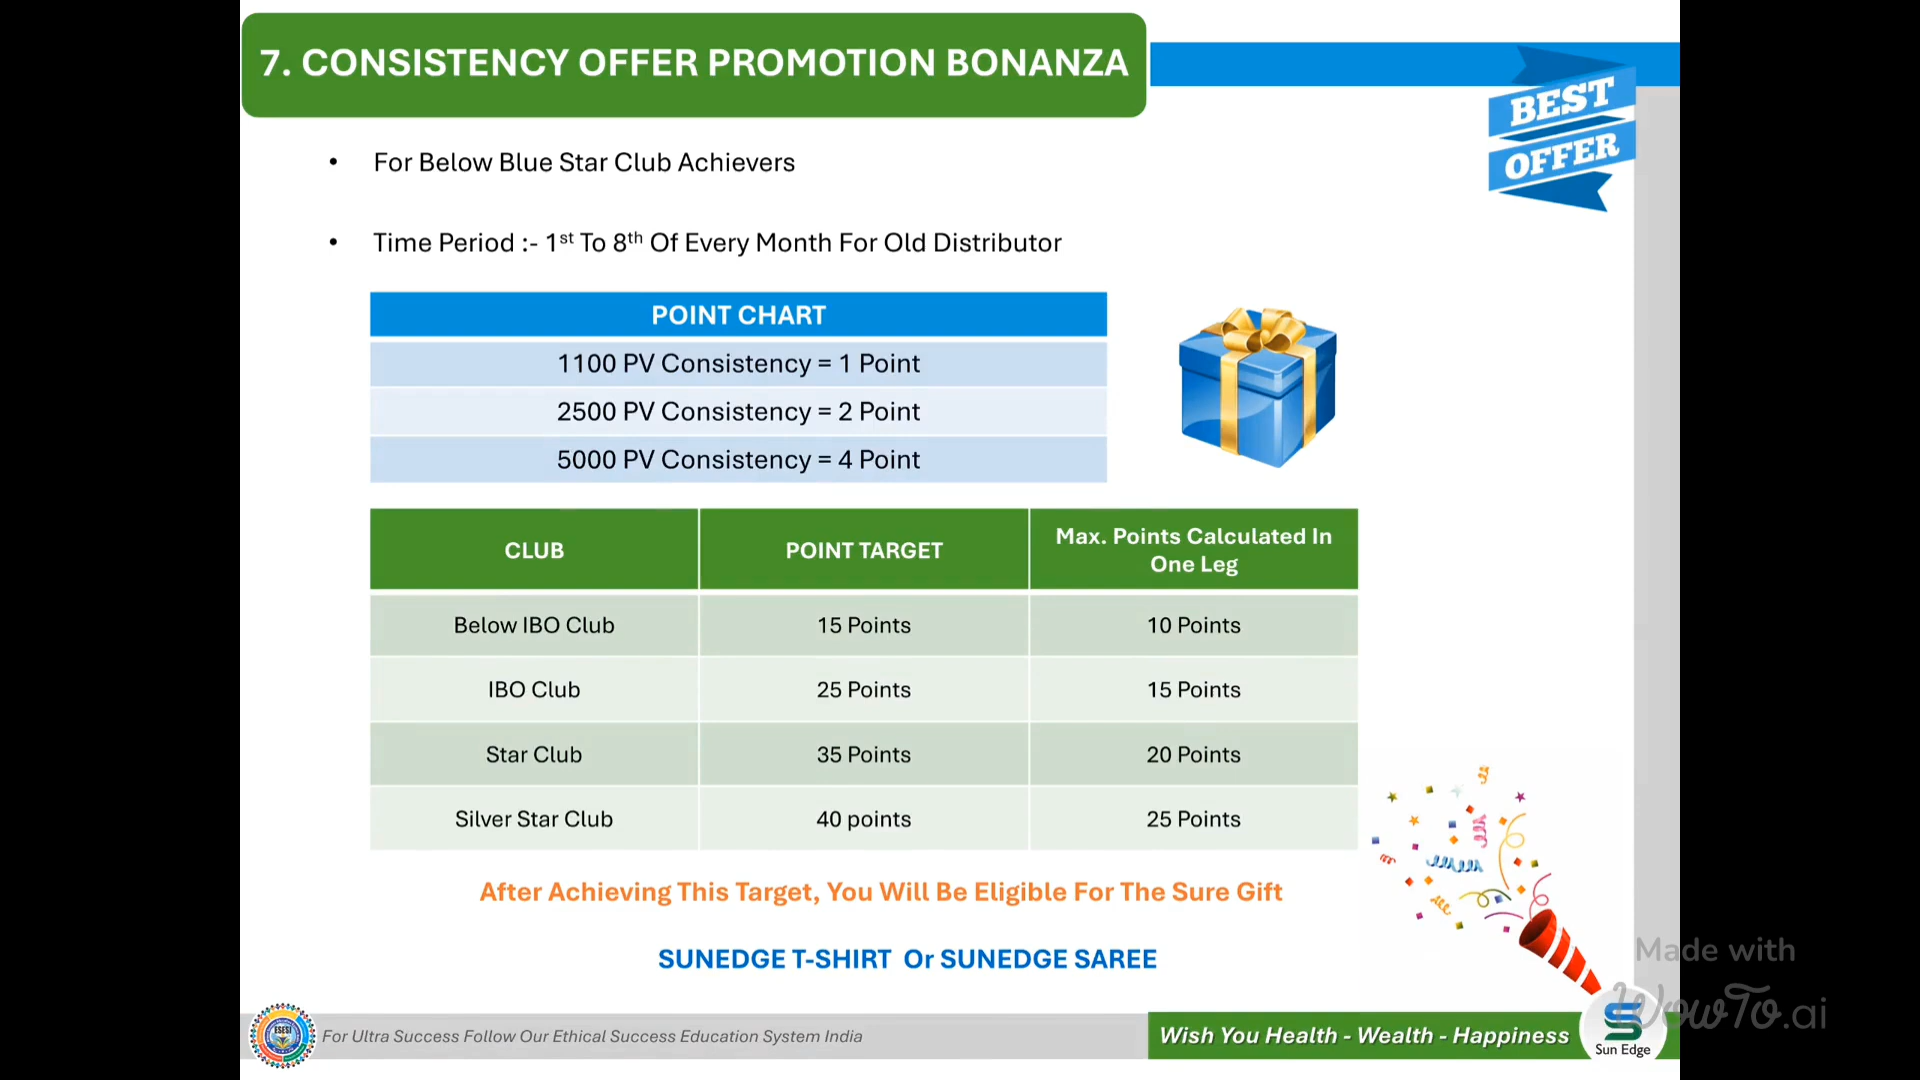 7. CONSISTENCY OFFER PROMOTION BONANZA
BEST
OFFER
• For Below Blue Star Club Achievers
• Time Period :- 1st To 8th Of Every Month For Old Distributor
POINT CHART
1100 PV Consistency = 1 Point
2500 PV Consistency = 2 Point
5000 PV Consistency = 4 Point
CLUB POINT TARGET Max. Points Calculated In One Leg
Below IBO Club 15 Points 10 Points
IBO Club 25 Points 15 Points
Star Club 35 Points 20 Points
Silver Star Club 40 points 25 Points
After Achieving This Target, You Will Be Eligible For The Sure Gift
SUNEDGE T-SHIRT Or SUNEDGE SAREE
Made with
WowTo.ai
ESESI
For Ultra Success Follow Our Ethical Success Education System India
Wish You Health - Wealth - Happiness
Sun Edge